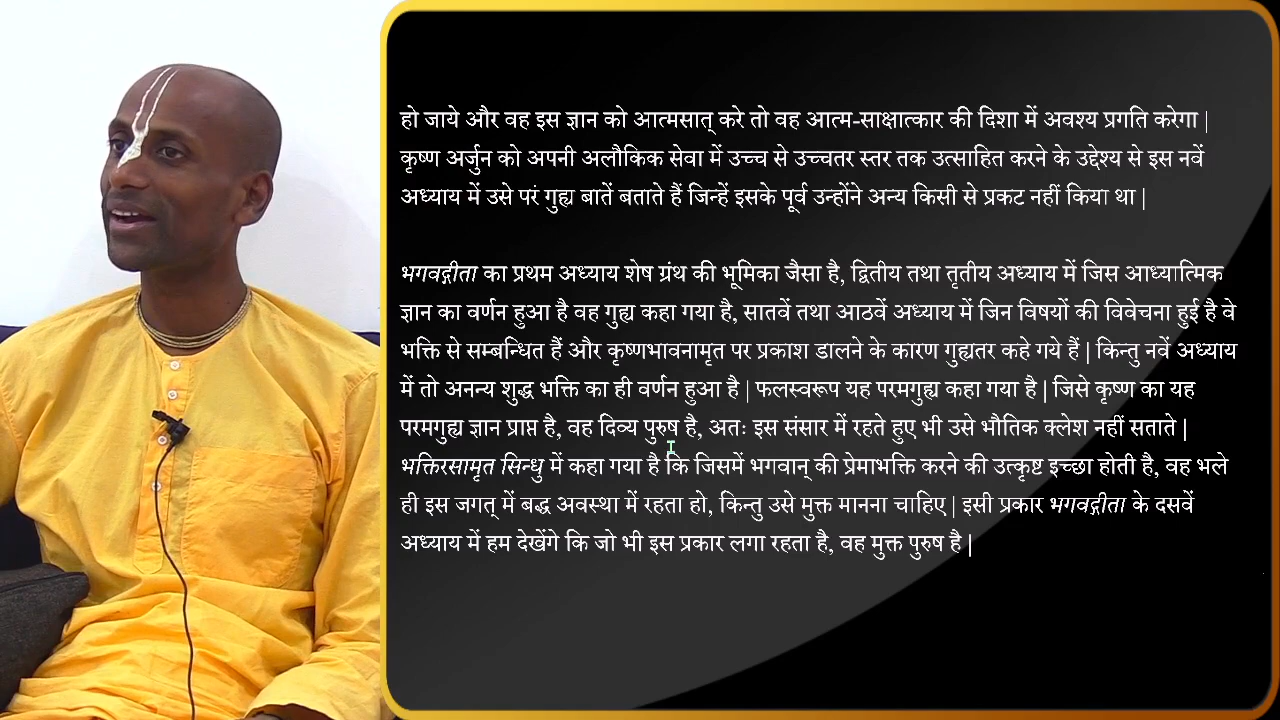 हो जाये और वह इस ज्ञान को आत्मसात् करे तो वह आत्म-साक्षात्कार की दिशा में अवश्य प्रगति करेगा |
कृष्ण अर्जुन को अपनी अलौकिक सेवा में उच्च से उच्चतर स्तर तक उत्साहित करने के उद्देश्य से इस नवें
अध्याय में उसे परं गुह्य बातें बताते हैं जिन्हें इसके पूर्व उन्होंने अन्य किसी से प्रकट नहीं किया था |
भगवद्गीता का प्रथम अध्याय शेष ग्रंथ की भूमिका जैसा है, द्वितीय तथा तृतीय अध्याय में जिस आध्यात्मिक
ज्ञान का वर्णन हुआ है वह गुह्य कहा गया है, सातवें तथा आठवें अध्याय में जिन विषयों की विवेचना हुई है वे
भक्ति से सम्बन्धित हैं और कृष्णभावनामृत पर प्रकाश डालने के कारण गुह्यतर कहे गये हैं | किन्तु नवें अध्याय
में तो अनन्य शुद्ध भक्ति का ही वर्णन हुआ है | फलस्वरूप यह परमगुह्य कहा गया है | जिसे कृष्ण का यह
परमगुह्य ज्ञान प्राप्त है, वह दिव्य पुरुष है, अतः इस संसार में रहते हुए भी उसे भौतिक क्लेश नहीं सताते |
भक्तिरसामृत सिन्धु में कहा गया है कि जिसमें भगवान् की प्रेमाभक्ति करने की उत्कृष्ट इच्छा होती है, वह भले
ही इस जगत् में बद्ध अवस्था में रहता हो, किन्तु उसे मुक्त मानना चाहिए | इसी प्रकार भगवद्गीता के दसवें
अध्याय में हम देखेंगे कि जो भी इस प्रकार लगा रहता है, वह मुक्त पुरुष है |